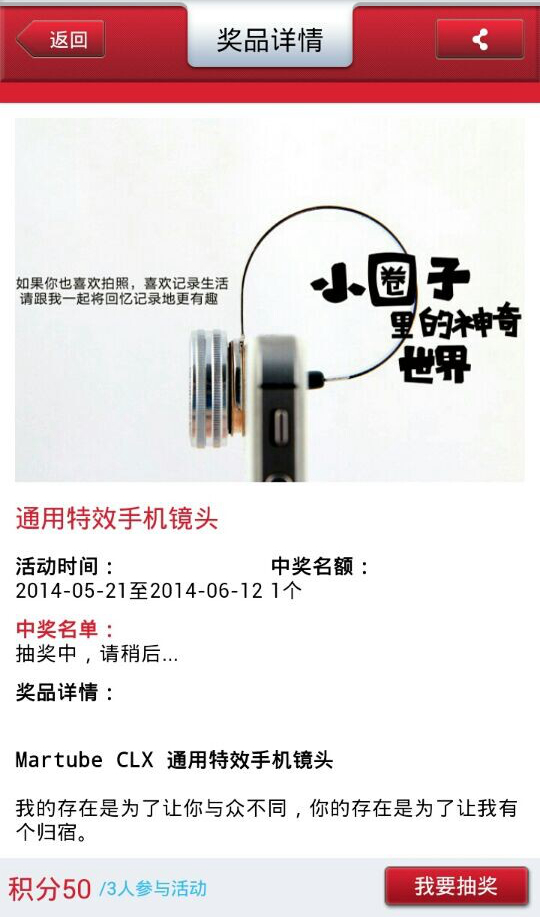 返回
奖品详情
如果你也喜欢拍照，喜欢记录生活
请跟我一起将回忆记录地更有趣
小圈子
里的神奇
世界
通用特效手机镜头
活动时间： 中奖名额：
2014-05-21至2014-06-12 1个
中奖名单：
抽奖中，请稍后...
奖品详情：
Martube CLX 通用特效手机镜头
我的存在是为了让你与众不同，你的存在是为了让我有
个归宿。
积分50 /3人参与活动
我要抽奖